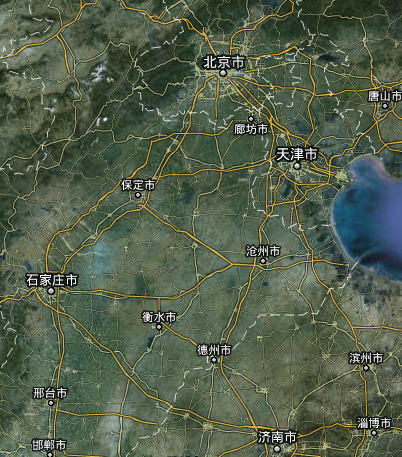 北京市
唐山市
廊坊市
天津市
保定市
沧州市
石家庄市
衡水市
德州市
滨州市
邢台市
淄博市
济南市
邯郸市